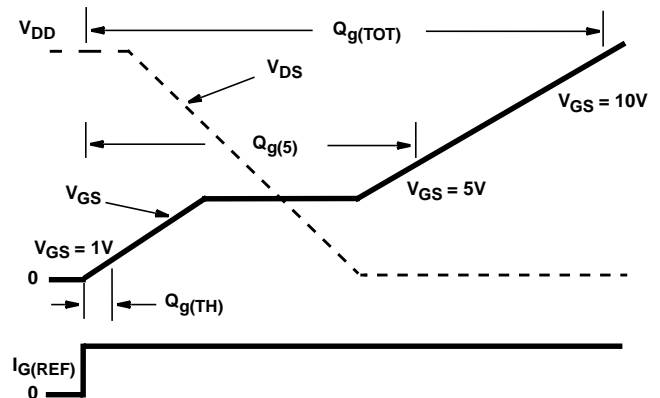 V_DD
Q_g(TOT)
V_DS
V_GS = 10V
Q_g(5)
V_GS
V_GS = 5V
V_GS = 1V
0
Q_g(TH)
I_G(REF)
0